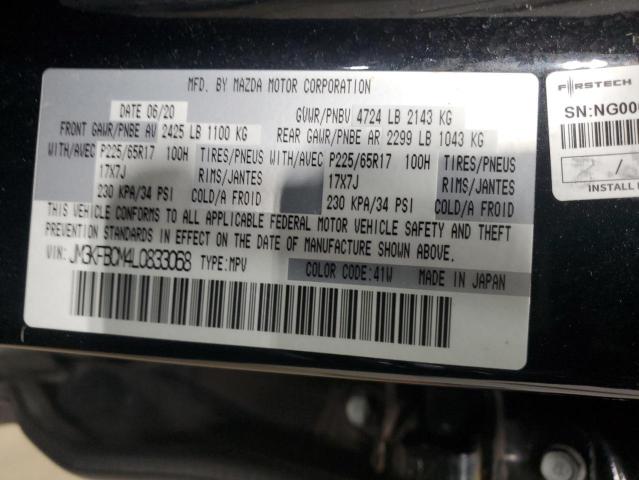 MFD. BY MAZDA MOTOR CORPORATION
DATE 06/20
GVWR/PNBV 4724 LB 2143 KG
FRONT GAWR/PNBE AV 2425 LB 1100 KG
REAR GAWR/PNBE AR 2299 LB 1043 KG
WITH/AVEC P225/65R17 100H TIRES/PNEUS
17X7J RIMS/JANTES
230 KPA/34 PSI COLD/A FROID
WITH/AVEC P225/65R17 100H TIRES/PNEUS
17X7J RIMS/JANTES
230 KPA/34 PSI COLD/A FROID
THIS VEHICLE CONFORMS TO ALL APPLICABLE FEDERAL MOTOR VEHICLE SAFETY AND THEFT
PREVENTION STANDARDS IN EFFECT ON THE DATE OF MANUFACTURE SHOWN ABOVE.
VIN: JM3KFBCM4L0833068 TYPE: MPV
COLOR CODE: 41W MADE IN JAPAN
FIRSTECH
SN:NG00
/
INSTALL